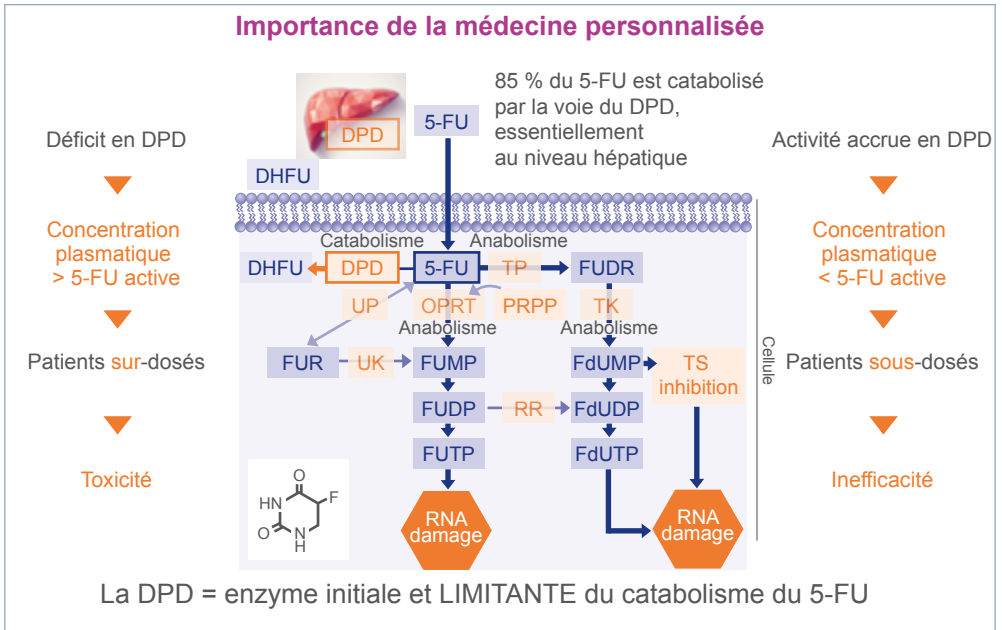 Importance de la médecine personnalisée
85 % du 5-FU est catabolisé
par la voie du DPD,
essentiellement
au niveau hépatique
DPD
5-FU
DHFU
Déficit en DPD
Concentration
plasmatique
> 5-FU active
Patients sur-dosés
Toxicité
Catabolisme
Anabolisme
DHFU
DPD
5-FU
TP
FUDR
UP
OPRT
PRPP
TK
Anabolisme
Anabolisme
FUR
UK
FUMP
FdUMP
TS
inhibition
FUDP
RR
FdUDP
FUTP
FdUTP
O
F
HN
O
N
H
RNA
damage
RNA
damage
Cellule
Activité accrue en DPD
Concentration
plasmatique
< 5-FU active
Patients sous-dosés
Inefficacité
La DPD = enzyme initiale et LIMITANTE du catabolisme du 5-FU